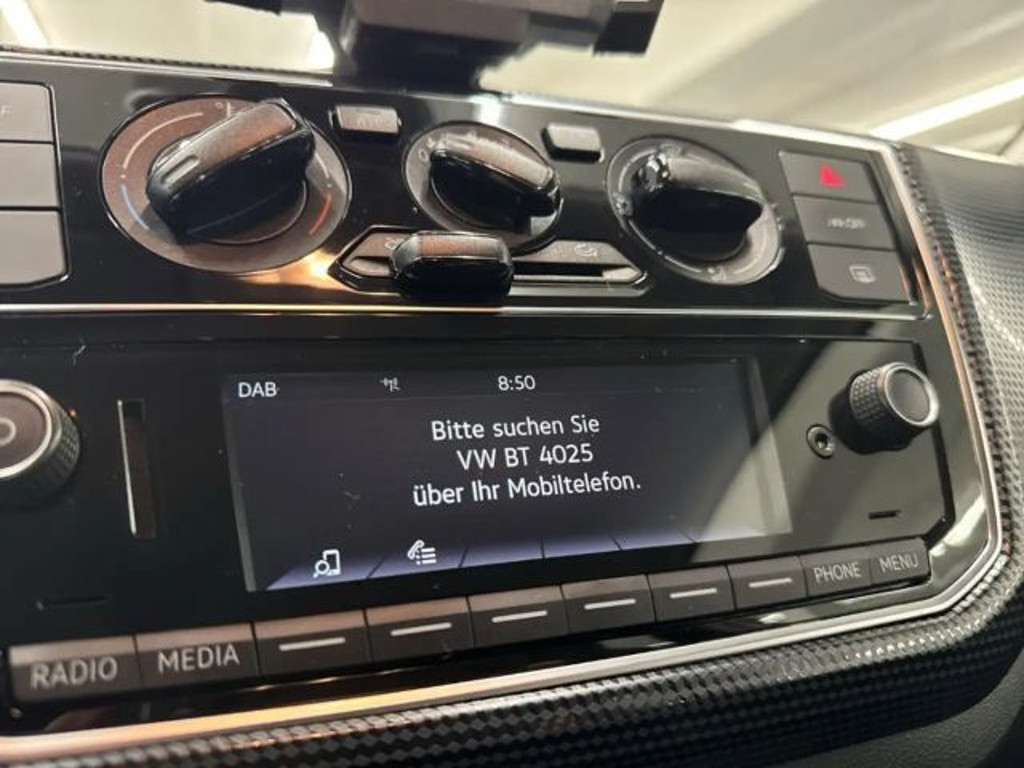 DAB
8:50
Bitte suchen Sie
VW BT 4025
über Ihr Mobiltelefon.
RADIO
MEDIA
PHONE
MENU